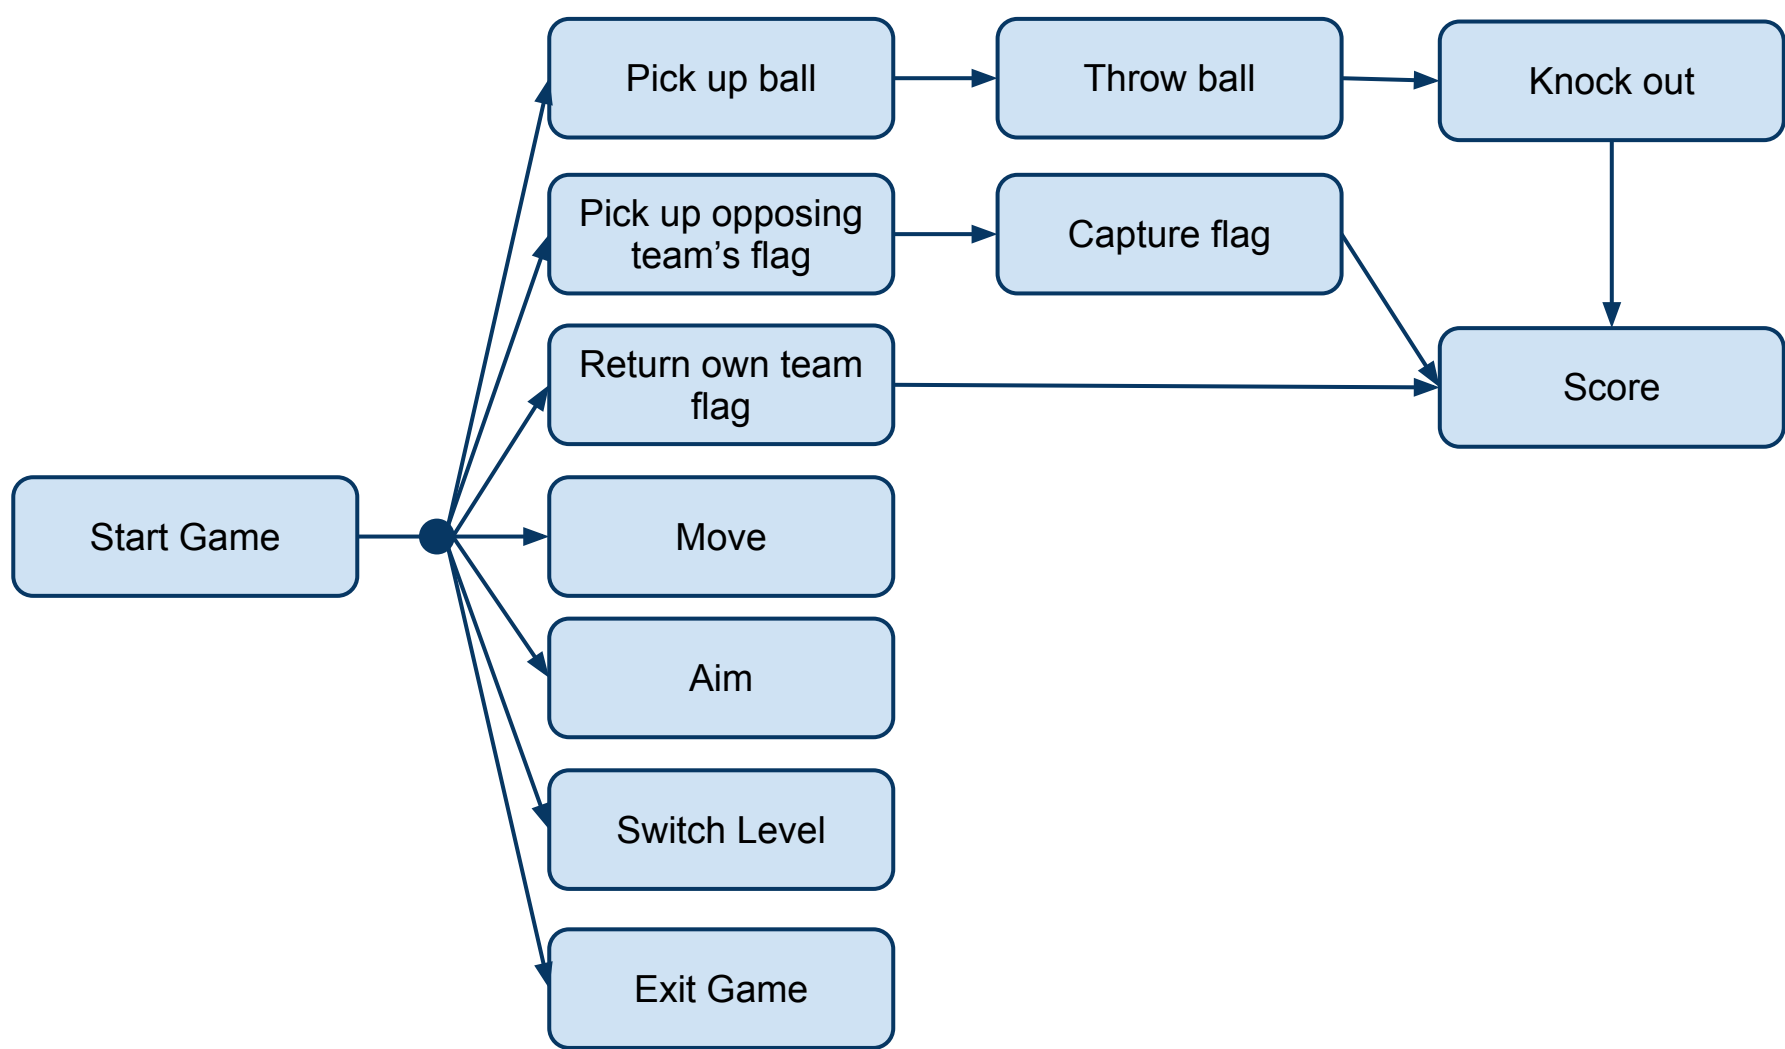 Pick up ball
Throw ball
Knock out
Pick up opposing
team’s flag
Capture flag
Return own team
flag
Score
Start Game
Move
Aim
Switch Level
Exit Game